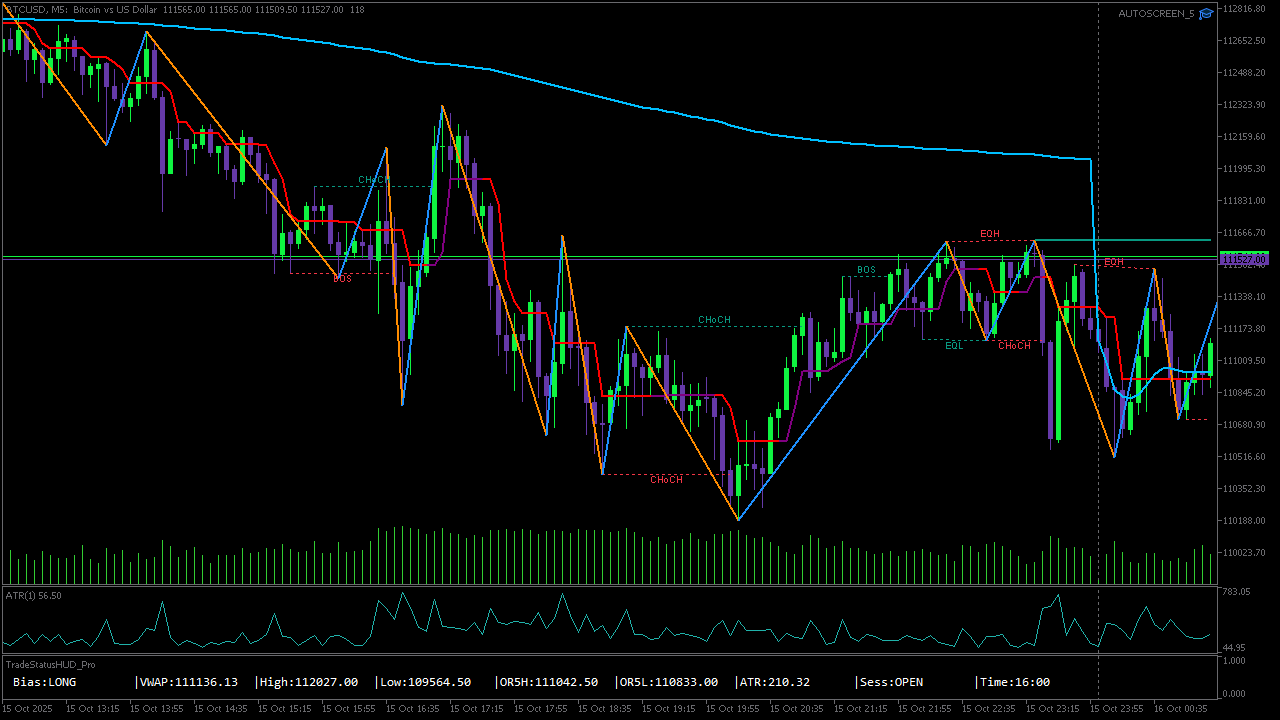 BTCUSD, M5: Bitcoin vs US Dollar 111565.00 111565.00 111509.50 111527.00 118
AUTOSCREEN_5
112816.80
112652.50
112488.20
112323.90
112159.60
111995.30
111831.00
111666.70
111527.00
111338.10
111173.80
111009.50
110845.20
110680.90
110516.60
110352.30
110188.00
110023.70
CHoCH
BOS
CHoCH
CHoCH
BOS
EQL
EQH
CHoCH
EQH
ATR(1) 56.50
783.05
44.95
TradeStatusHUD_Pro
1.000
0.000
Bias:LONG |VWAP:111136.13 |High:112027.00 |Low:109564.50 |OR5H:111042.50 |OR5L:110833.00 |ATR:210.32 |Sess:OPEN |Time:16:00
15 Oct 2025 15 Oct 13:15 15 Oct 13:55 15 Oct 14:35 15 Oct 15:15 15 Oct 15:55 15 Oct 16:35 15 Oct 17:15 15 Oct 17:55 15 Oct 18:35 15 Oct 19:15 15 Oct 19:55 15 Oct 20:35 15 Oct 21:15 15 Oct 21:55 15 Oct 22:35 15 Oct 23:15 15 Oct 23:55 16 Oct 00:35